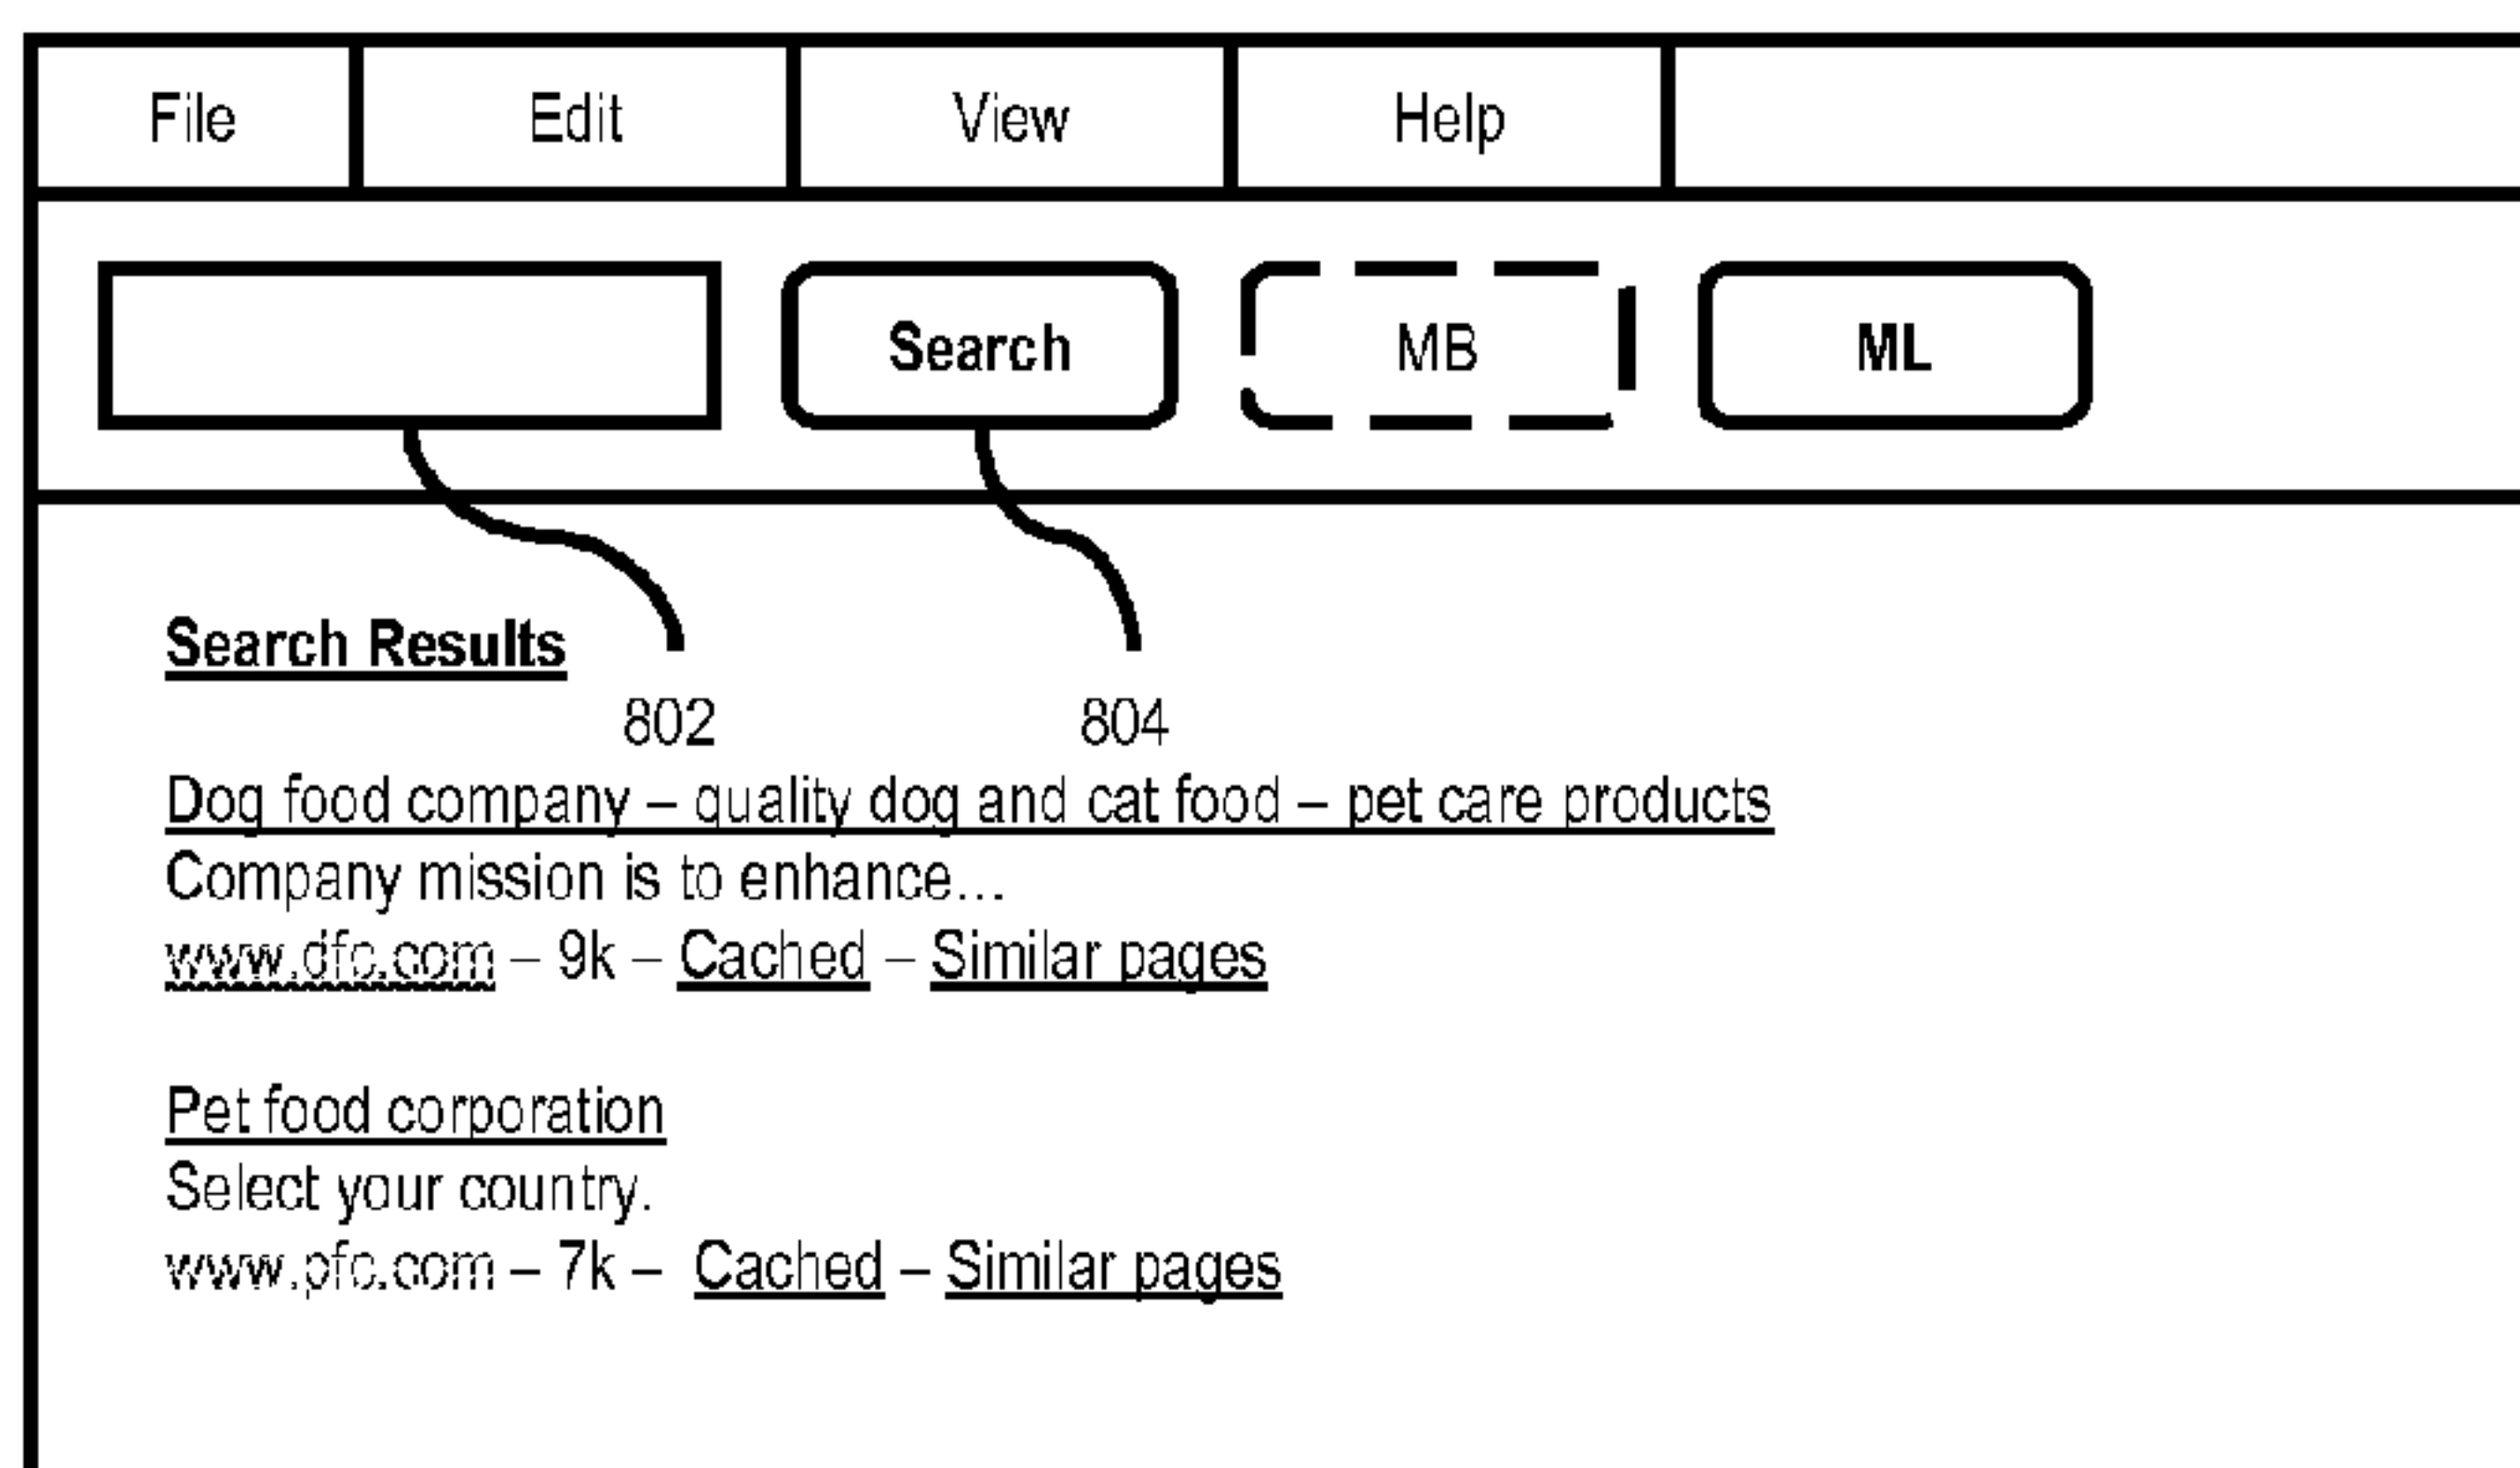 File Edit View Help
Search MB ML
Search Results
802 804
Dog food company – quality dog and cat food – pet care products
Company mission is to enhance...
www.dfc.com – 9k – Cached – Similar pages
Pet food corporation
Select your country.
www.pfc.com – 7k – Cached – Similar pages